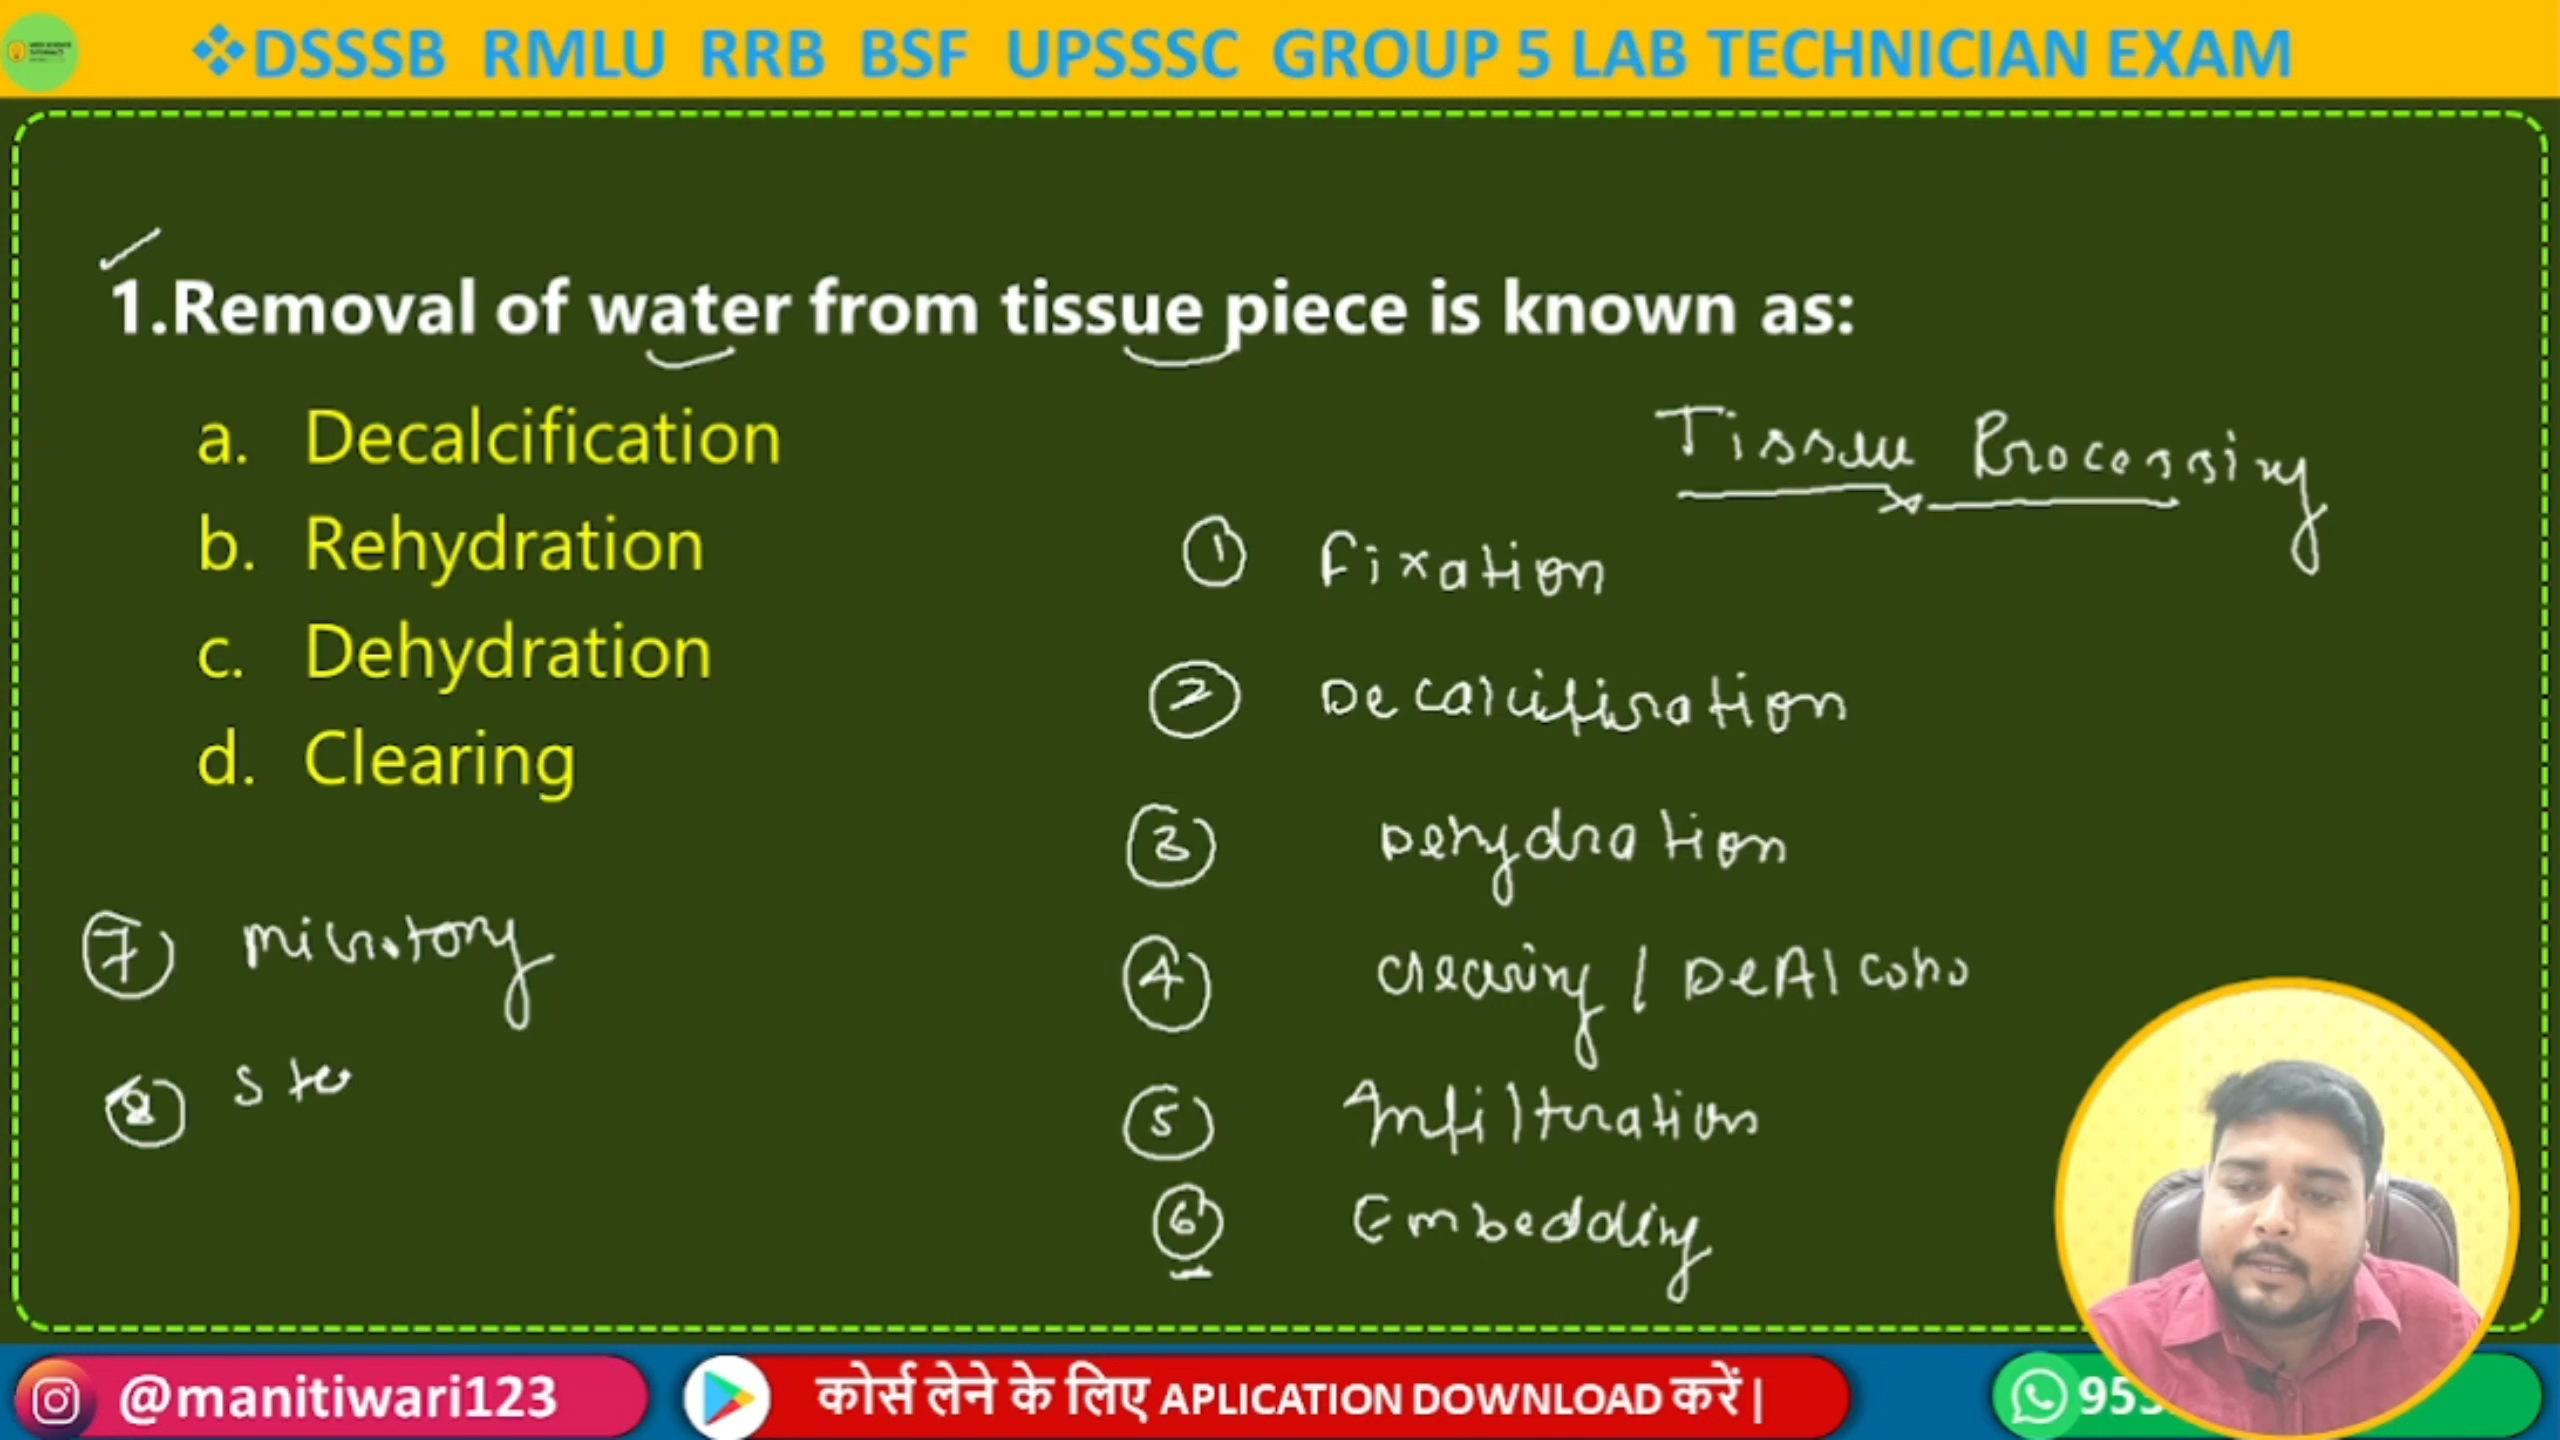 ❖DSSSB RMLU RRB BSF UPSSSC GROUP 5 LAB TECHNICIAN EXAM
1.Removal of water from tissue piece is known as:
a. Decalcification
b. Rehydration
c. Dehydration
d. Clearing
Tissue Processing
① Fixation
② Decalcification
③ Dehydration
④ Clearing / DeAlcoho
⑤ Infilteration
⑥ Embedding
⑦
⑧ Ste
@manitiwari123
कोर्स लेने के लिए APLICATION DOWNLOAD करें |
95